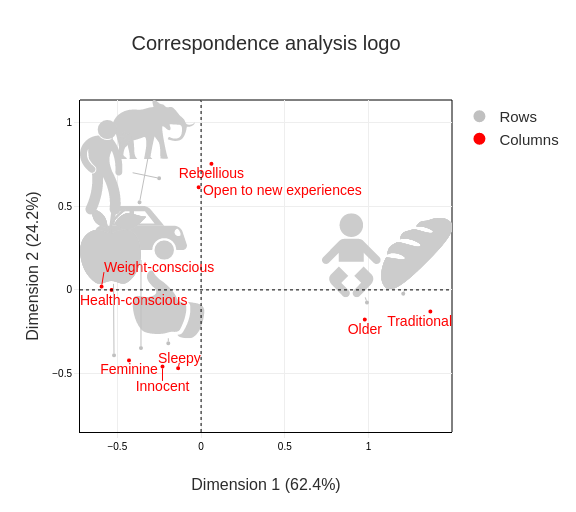 Correspondence analysis logo
Rows
Columns
Dimension 2 (24.2%)
1
0.5
0
−0.5
Rebellious
Open to new experiences
Weight-conscious
Health-conscious
Traditional
Older
Sleepy
Feminine
Innocent
−0.5
0
0.5
1
Dimension 1 (62.4%)